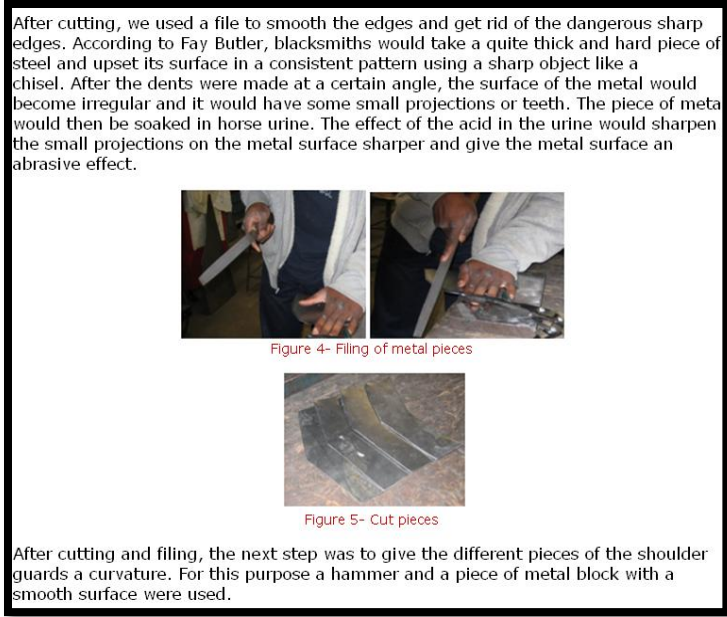 After cutting, we used a file to smooth the edges and get rid of the dangerous sharp
edges. According to Fay Butler, blacksmiths would take a quite thick and hard piece of
steel and upset its surface in a consistent pattern using a sharp object like a
chisel. After the dents were made at a certain angle, the surface of the metal would
become irregular and it would have some small projections or teeth. The piece of meta
would then be soaked in horse urine. The effect of the acid in the urine would sharpen
the small projections on the metal surface sharper and give the metal surface an
abrasive effect.
Figure 4- Filing of metal pieces
Figure 5- Cut pieces
After cutting and filing, the next step was to give the different pieces of the shoulder
guards a curvature. For this purpose a hammer and a piece of metal block with a
smooth surface were used.